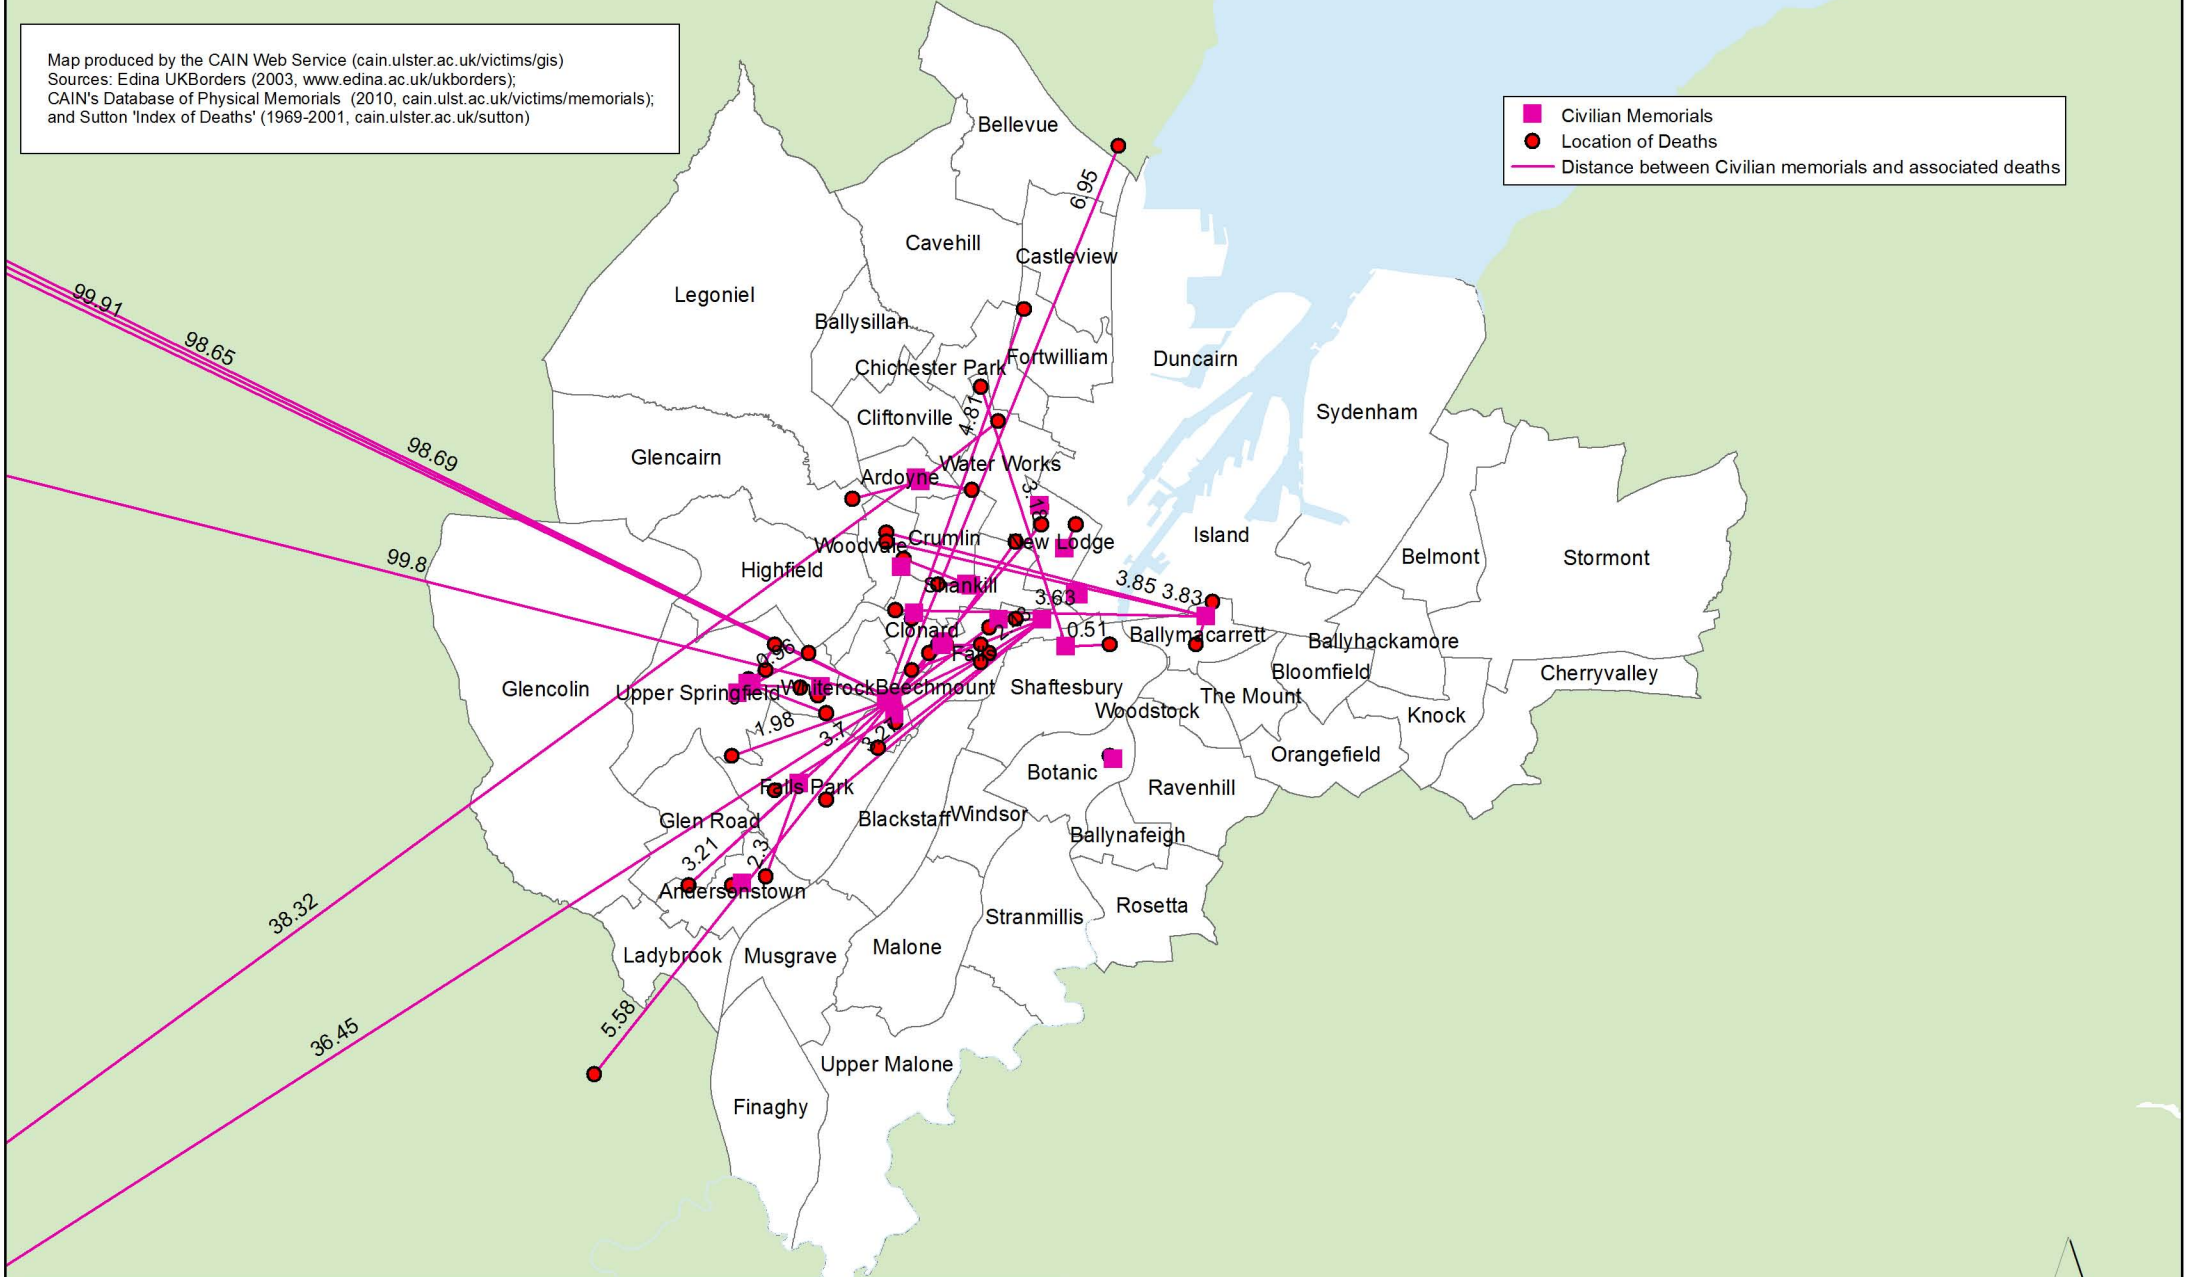 Map produced by the CAIN Web Service (cain.ulster.ac.uk/victims/gis)
Sources: Edina UKBorders (2003, www.edina.ac.uk/ukborders);
CAIN's Database of Physical Memorials (2010, cain.ulst.ac.uk/victims/memorials);
and Sutton 'Index of Deaths' (1969-2001, cain.ulster.ac.uk/sutton)
Civilian Memorials
Location of Deaths
Distance between Civilian memorials and associated deaths
Bellevue
6.95
Cavehill
Castleview
Legoniel
99.91
Ballysillan
98.65
Fortwilliam
Duncairn
Chichester Park
Sydenham
4.81
Cliftonville
98.69
Glencairn
Water Works
Ardoyne
3.18
Island
Crumlin
New Lodge
Woodvale
Belmont
Stormont
99.8
Highfield
Shankill
3.85
3.83
3.63
Clonard
0.51
Ballymacarrett
Ballyhackamore
Falls
0.96
Bloomfield
Cherryvalley
Glencolin
Upper Springfield
Whiterock
Beechmount
Shaftesbury
The Mount
Woodstock
Knock
1.98
3.7
3.21
Orangefield
Botanic
Falls Park
Ravenhill
Glen Road
Blackstaff
Windsor
Ballynafeigh
3.21
2.3
Andersonstown
Rosetta
38.32
Stranmillis
Malone
Ladybrook
Musgrave
5.58
36.45
Upper Malone
Finaghy